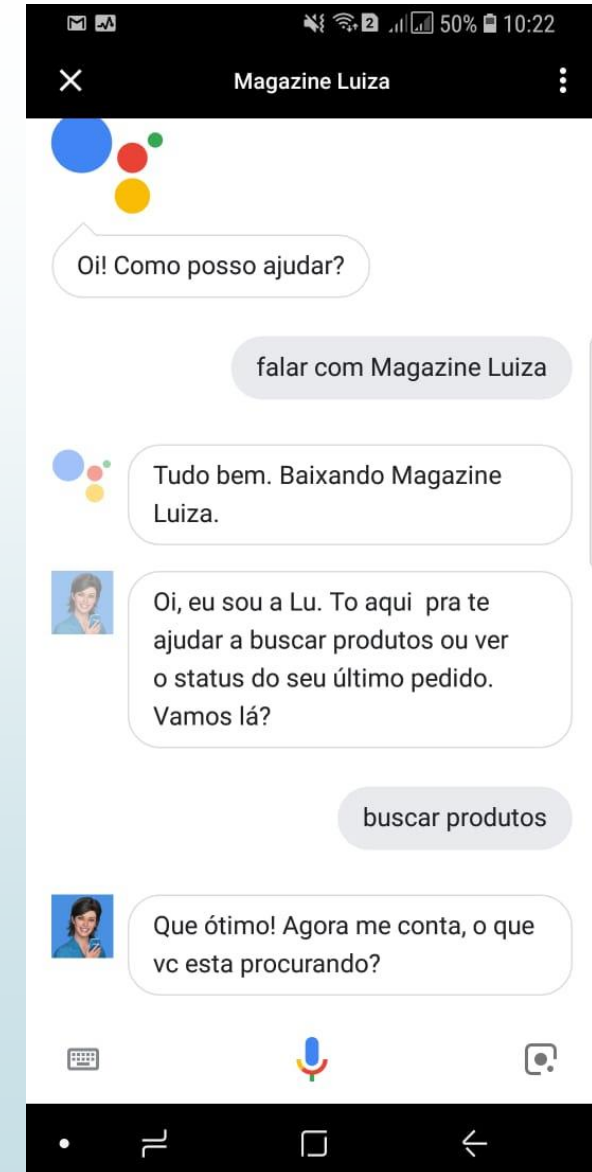 2 50% 10:22
Magazine Luiza
Oi! Como posso ajudar?
falar com Magazine Luiza
Tudo bem. Baixando Magazine
Luiza.
Oi, eu sou a Lu. To aqui  pra te
ajudar a buscar produtos ou ver
o status do seu último pedido.
Vamos lá?
buscar produtos
Que ótimo! Agora me conta, o que
vc esta procurando?